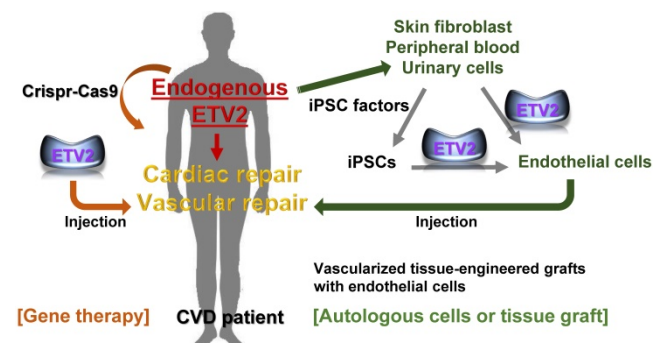 Skin fibroblast
Peripheral blood
Urinary cells
Crispr-Cas9
Endogenous
ETV2
iPSC factors
ETV2
ETV2
ETV2
iPSCs
Endothelial cells
Cardiac repair
Vascular repair
Injection
Injection
Vascularized tissue-engineered grafts
with endothelial cells
[Gene therapy]
CVD patient
[Autologous cells or tissue graft]